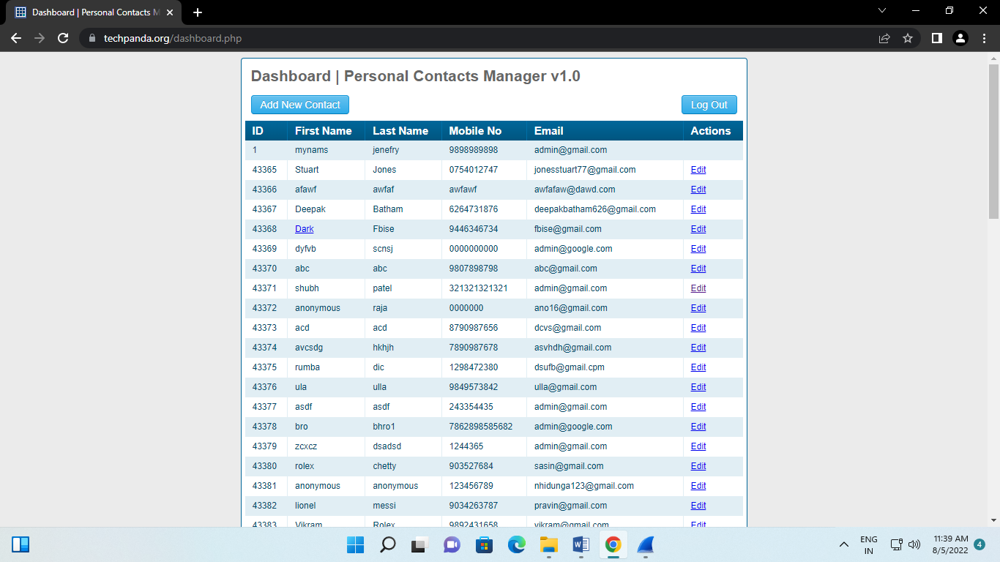 Dashboard | Personal Contacts M
techpanda.org/dashboard.php
Dashboard | Personal Contacts Manager v1.0
Add New Contact Log Out
ID First Name Last Name Mobile No Email Actions
1 mynams jenefry 9898989898 admin@gmail.com
43365 Stuart Jones 0754012747 jonesstuart77@gmail.com Edit
43366 afawf awfaf awfawf awfafaw@dawd.com Edit
43367 Deepak Batham 6264731876 deepakbatham626@gmail.com Edit
43368 Dark Fbise 9446346734 fbise@gmail.com Edit
43369 dyfvb scnsj 0000000000 admin@google.com Edit
43370 abc abc 9807898798 abc@gmail.com Edit
43371 shubh patel 321321321321 admin@gmail.com Edit
43372 anonymous raja 0000000 ano16@gmail.com Edit
43373 acd acd 8790987656 dcvs@gmail.com Edit
43374 avcsdg hkhjh 7890987678 asvhdh@gmail.com Edit
43375 rumba dic 1298472380 dsufb@gmail.cpm Edit
43376 ula ulla 9849573842 ulla@gmail.com Edit
43377 asdf asdf 243354435 admin@gmail.com Edit
43378 bro bhro1 7862898585682 admin@google.com Edit
43379 zcxcz dsadsd 1244365 admin@gmail.com Edit
43380 rolex chetty 903527684 sasin@gmail.com Edit
43381 anonymous anonymous 123456789 nhidunga123@gmail.com Edit
43382 lionel messi 9034263787 pravin@gmail.com Edit
43383 Vikram Rolex 9892431658 vikram@gmail.com Edit
ENG 11:39 AM
IN 8/5/2022 4